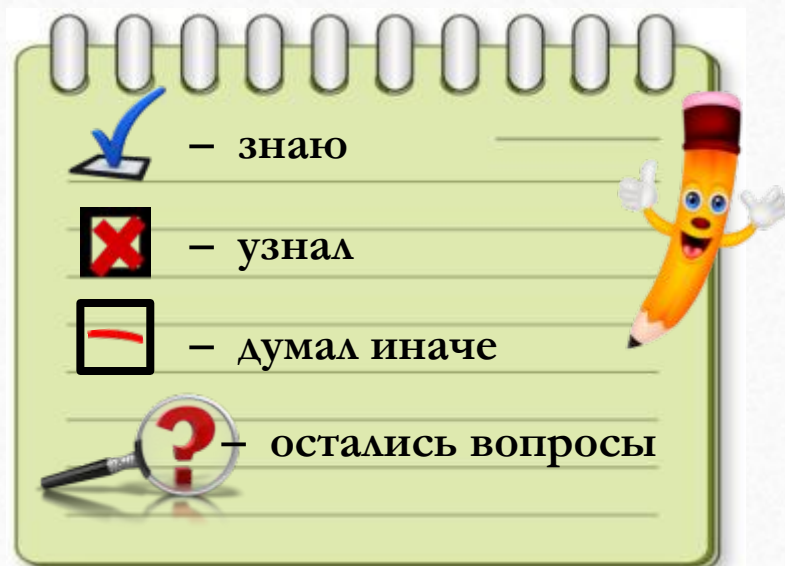 – знаю
– узнал
– думал иначе
? – остались вопросы